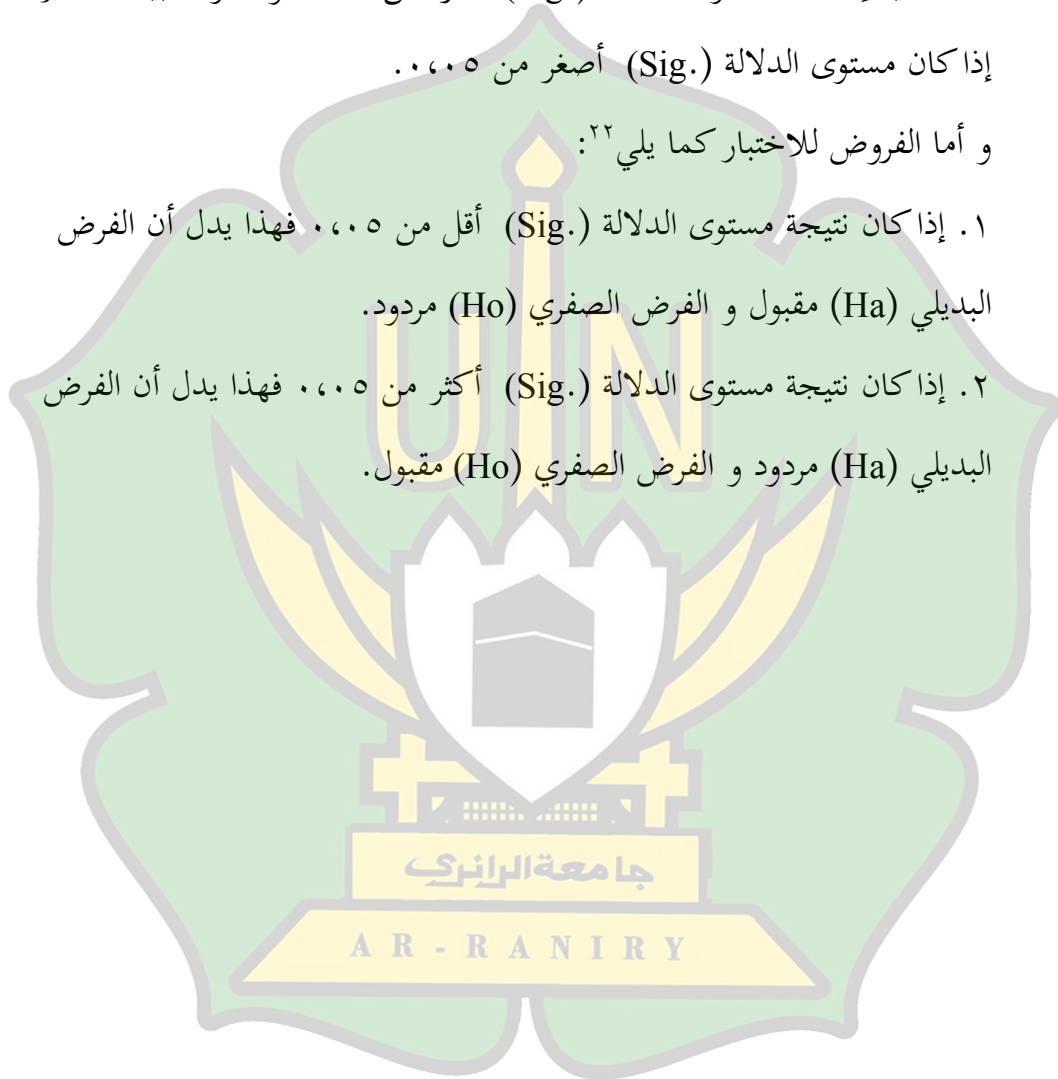 إذا كان مستوى الدلالة (Sig.) أصغر من ٠،٠٥.
و أما الفروض للاختبار كما يلي٢٢:
١. إذا كان نتيجة مستوى الدلالة (Sig.) أقل من ٠،٠٥ فهذا يدل أن الفرض
البديلي (Ha) مقبول و الفرض الصفري (Ho) مردود.
٢. إذا كان نتيجة مستوى الدلالة (Sig.) أكثر من ٠،٠٥ فهذا يدل أن الفرض
البديلي (Ha) مردود و الفرض الصفري (Ho) مقبول.
UIN
جامعة الرانري
AR-RANIRY